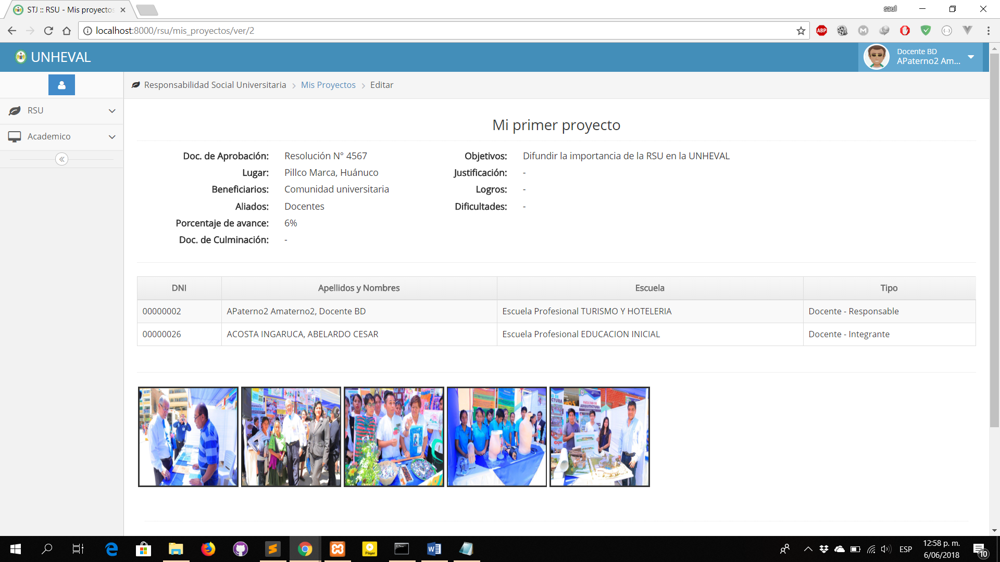 STJ :: RSU - Mis proyectos
saul
localhost:8000/rsu/mis_proyectos/ver/2
ABP
UNHEVAL
Docente BD
APaterno2 Am...
Responsabilidad Social Universitaria > Mis Proyectos > Editar
RSU
Academico
Mi primer proyecto
Doc. de Aprobación: Resolución N° 4567
Lugar: Pillco Marca, Huánuco
Beneficiarios: Comunidad universitaria
Aliados: Docentes
Porcentaje de avance: 6%
Doc. de Culminación: -
Objetivos: Difundir la importancia de la RSU en la UNHEVAL
Justificación: -
Logros: -
Dificultades: -
DNI Apellidos y Nombres Escuela Tipo
00000002 APaterno2 Amaterno2, Docente BD Escuela Profesional TURISMO Y HOTELERIA Docente - Responsable
00000026 ACOSTA INGARUCA, ABELARDO CESAR Escuela Profesional EDUCACION INICIAL Docente - Integrante
FACULTAD DE
ARQUITECTURA
Player
ESP
12:58 p. m.
6/06/2018
10